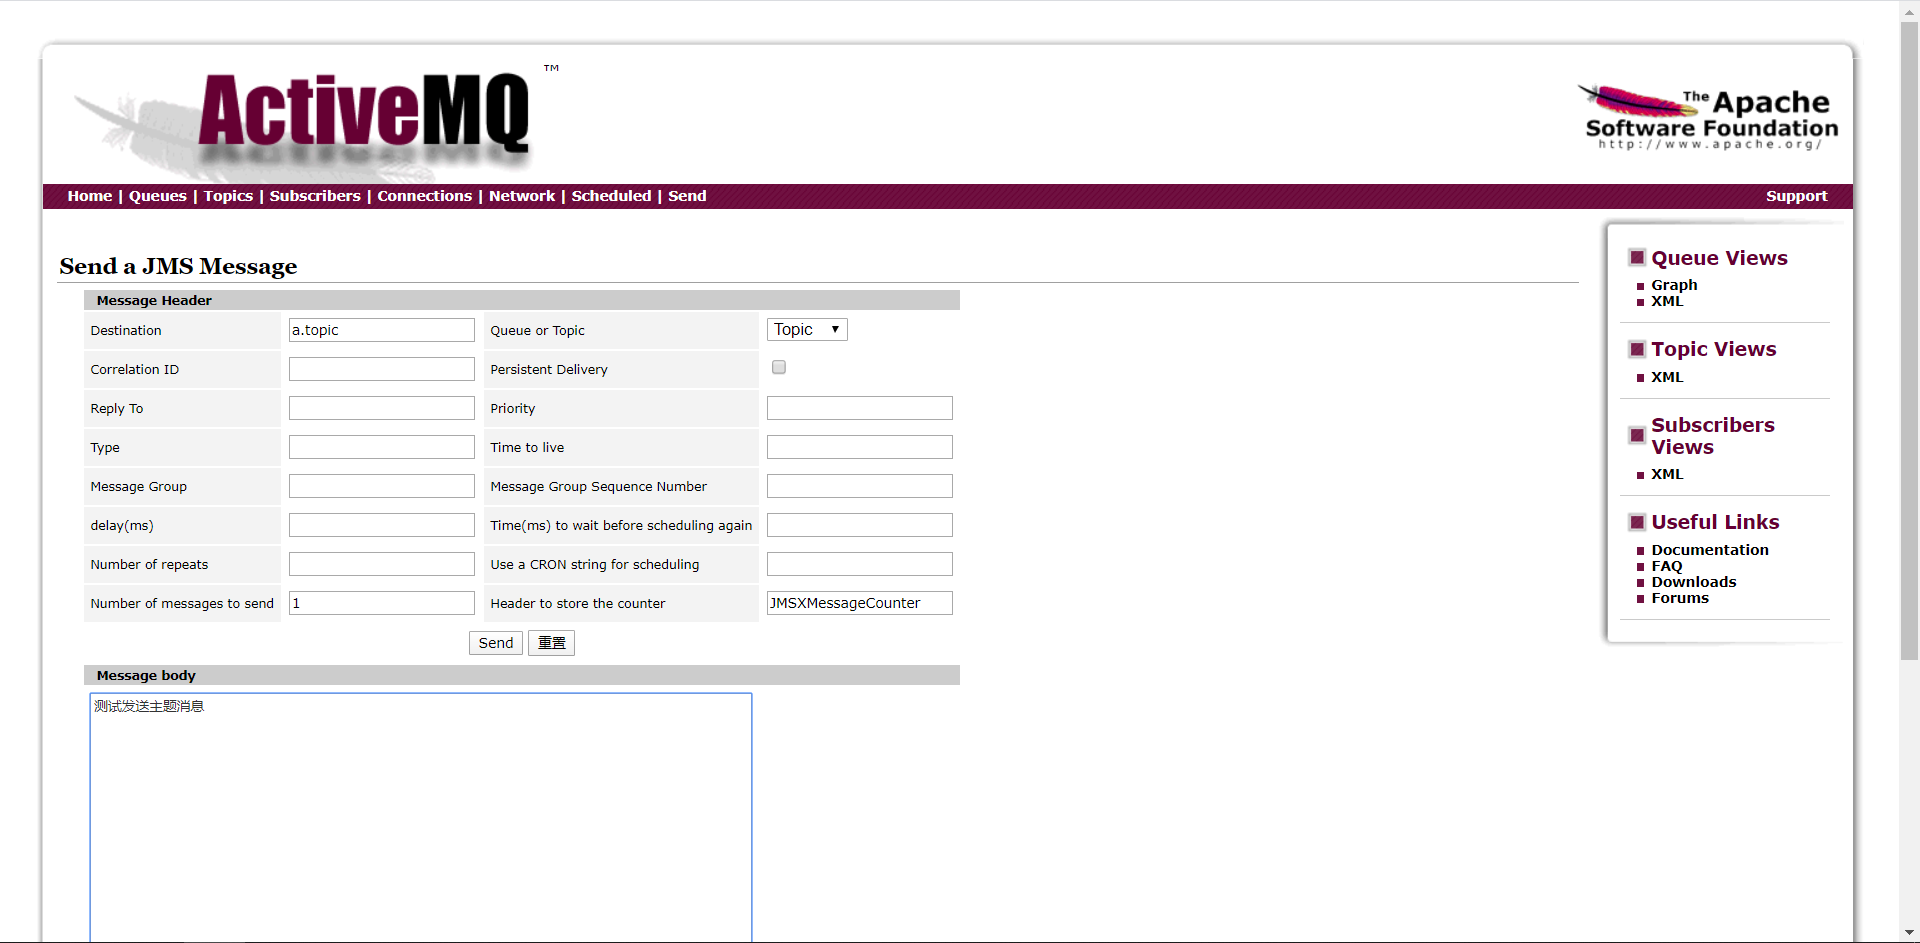 ActiveMQ ™
The Apache
Software Foundation
http://www.apache.org/
Home | Queues | Topics | Subscribers | Connections | Network | Scheduled | Send
Support
Send a JMS Message
Message Header
Destination a.topic Queue or Topic Topic
Correlation ID Persistent Delivery
Reply To Priority
Type Time to live
Message Group Message Group Sequence Number
delay(ms) Time(ms) to wait before scheduling again
Number of repeats Use a CRON string for scheduling
Number of messages to send 1 Header to store the counter JMSXMessageCounter
Send 重置
Message body
测试发送主题消息
Queue Views
Graph
XML
Topic Views
XML
Subscribers
Views
XML
Useful Links
Documentation
FAQ
Downloads
Forums